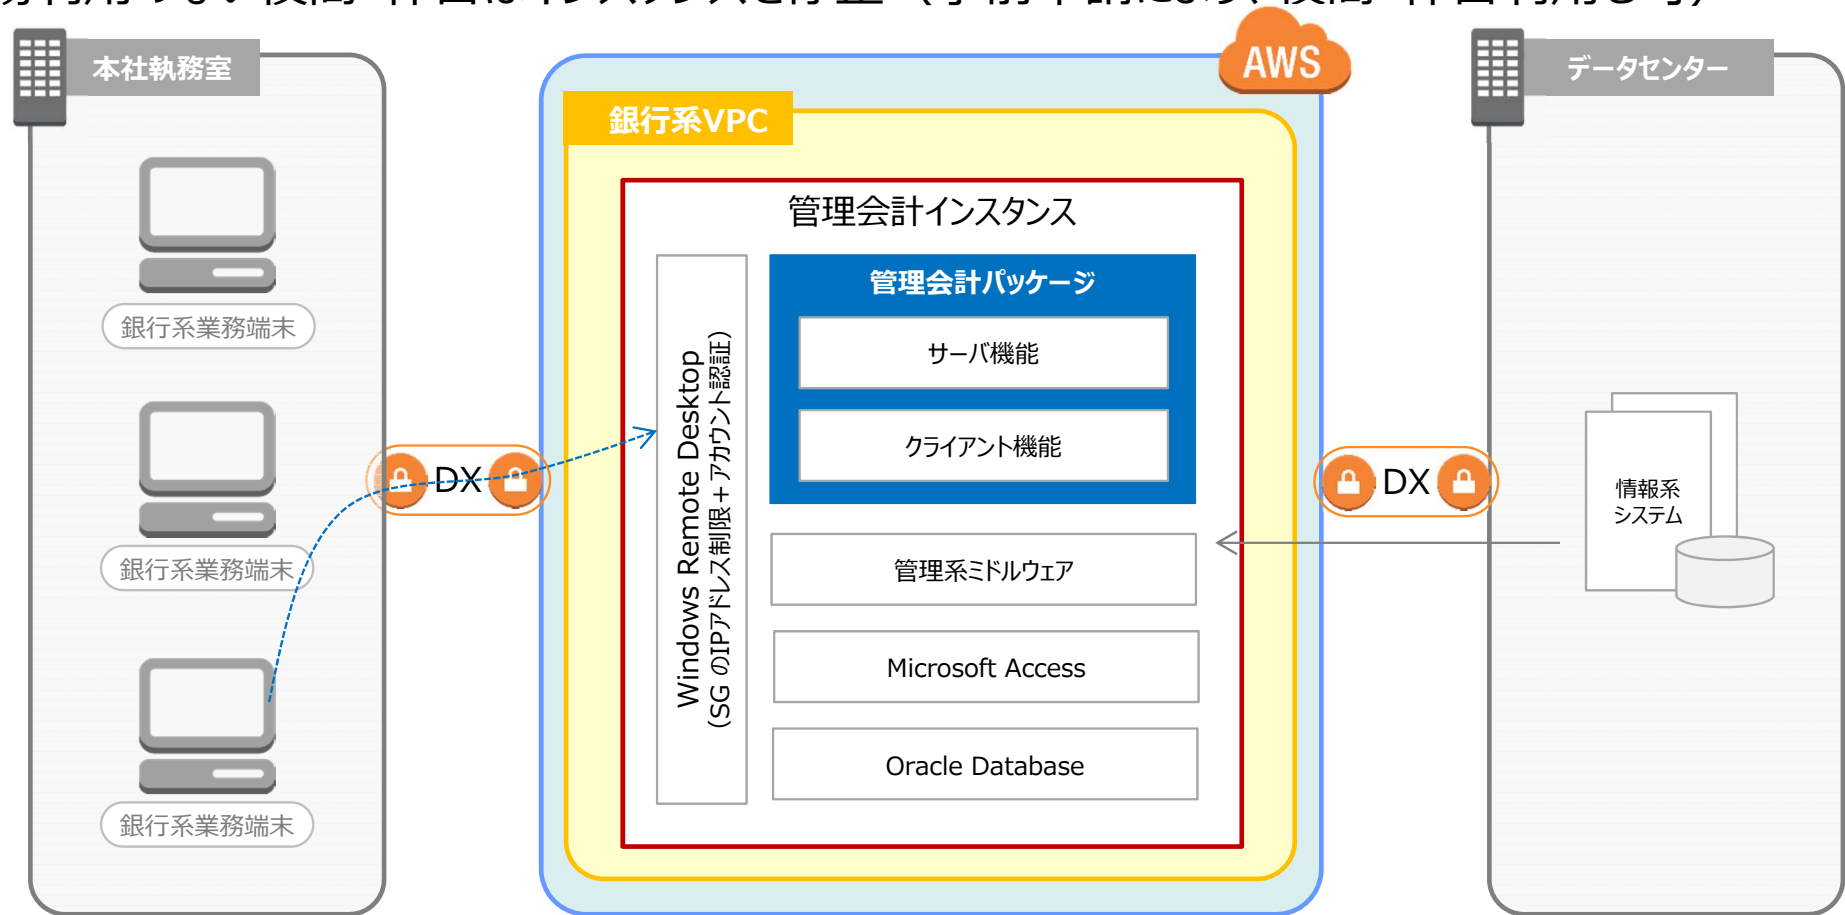 本社執務室
銀行系業務端末
銀行系業務端末
銀行系業務端末
DX
AWS
銀行系VPC
管理会計インスタンス
Windows Remote Desktop
(SG のIPアドレス制限+アカウント認証)
管理会計パッケージ
サーバ機能
クライアント機能
管理系ミドルウェア
Microsoft Access
Oracle Database
DX
データセンター
情報系
システム